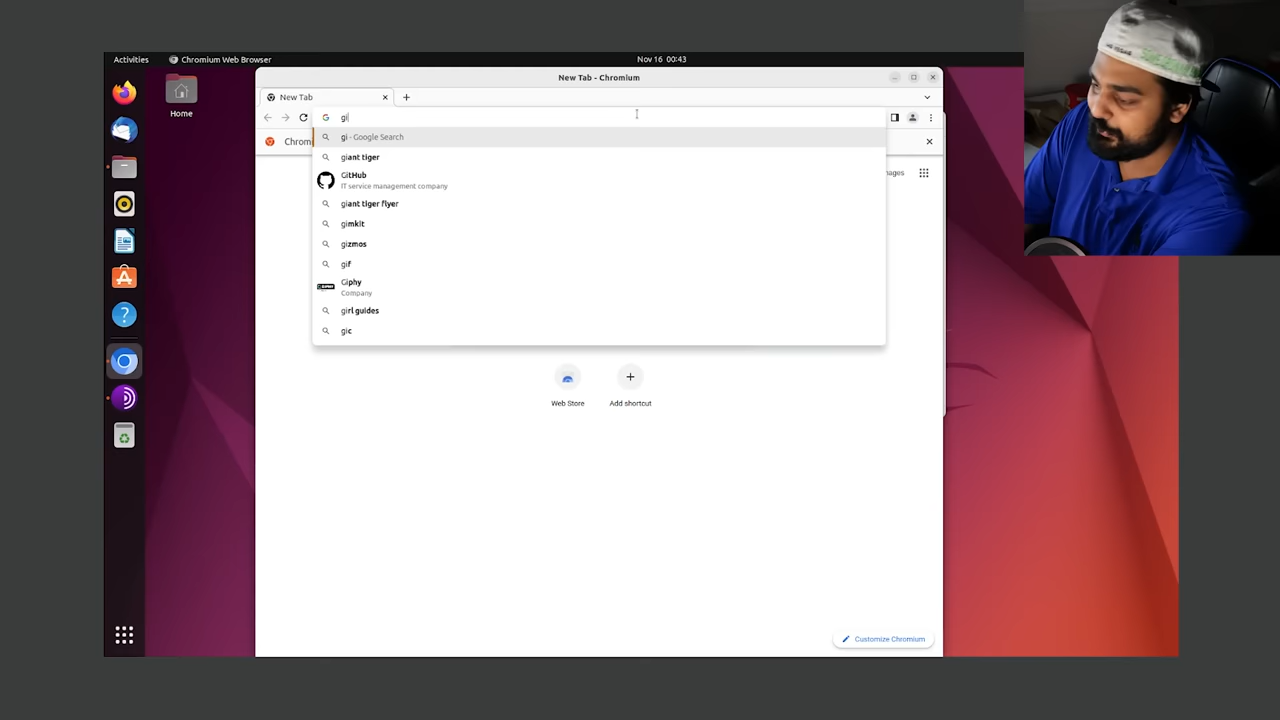 Activities
Chromium Web Browser
Nov 16 00:43
New Tab - Chromium
Home
New Tab
gi
gi - Google Search
Chrom
giant tiger
GitHub
IT service management company
ages
giant tiger flyer
gimkit
gizmos
gif
Giphy
Company
girl guides
gic
Web Store
Add shortcut
Customize Chromium